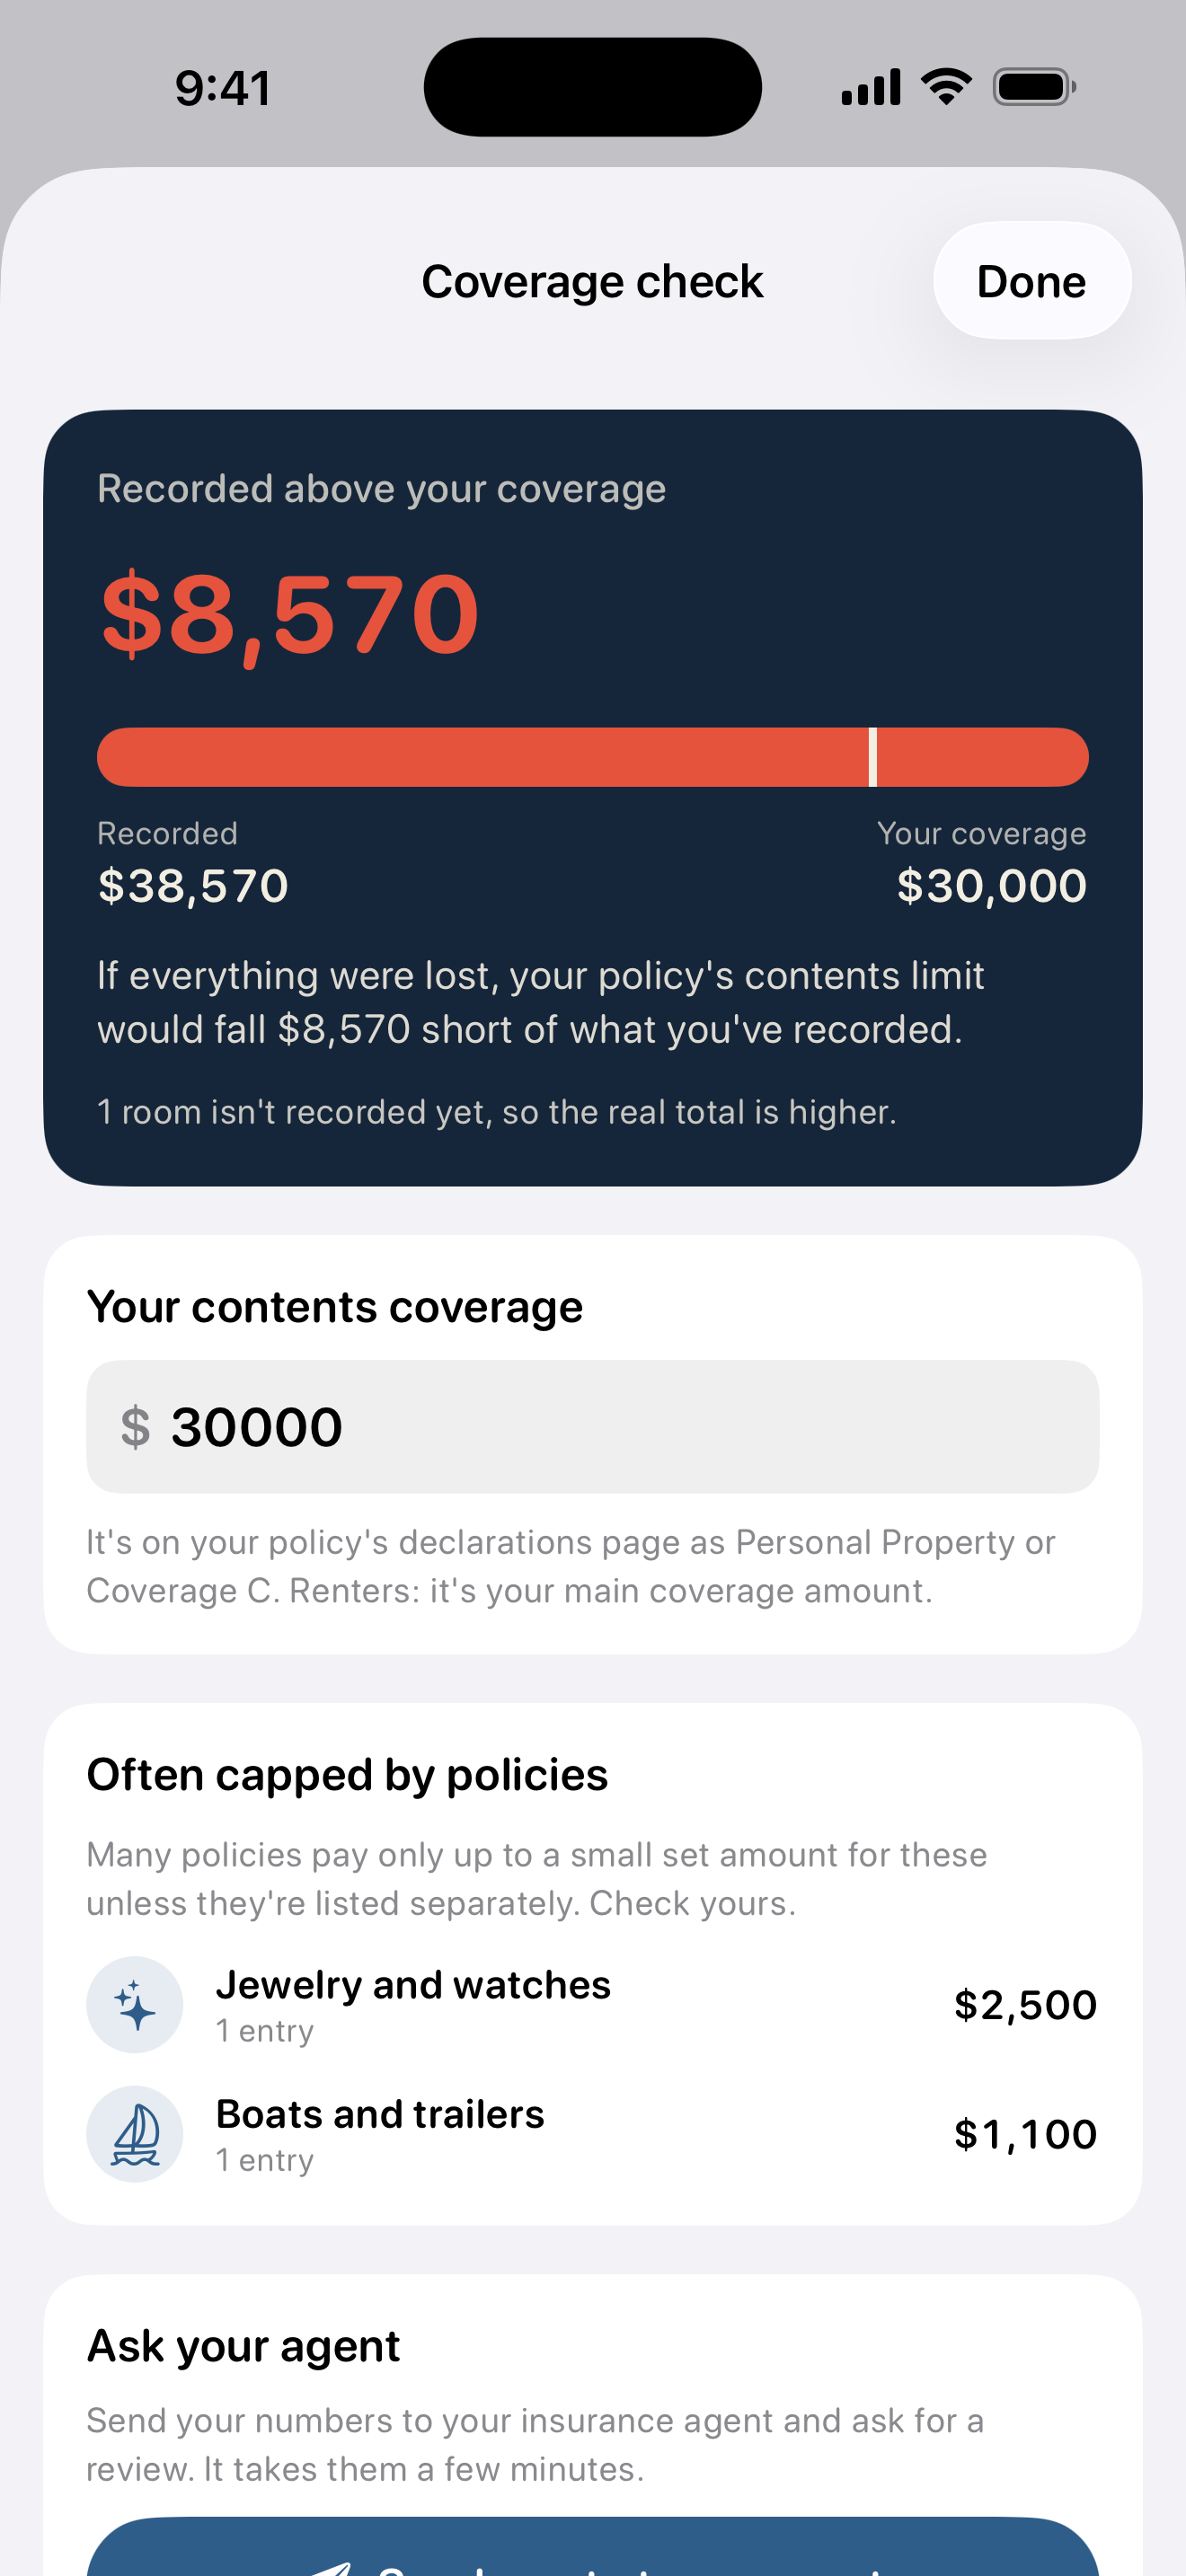 9:41
Coverage check
Done
Recorded above your coverage
$8,570
Recorded
Your coverage
$38,570
$30,000
If everything were lost, your policy's contents limit
would fall $8,570 short of what you've recorded.
1 room isn't recorded yet, so the real total is higher.
Your contents coverage
$ 30000
It's on your policy's declarations page as Personal Property or
Coverage C. Renters: it's your main coverage amount.
Often capped by policies
Many policies pay only up to a small set amount for these
unless they're listed separately. Check yours.
Jewelry and watches
1 entry
$2,500
Boats and trailers
1 entry
$1,100
Ask your agent
Send your numbers to your insurance agent and ask for a
review. It takes them a few minutes.